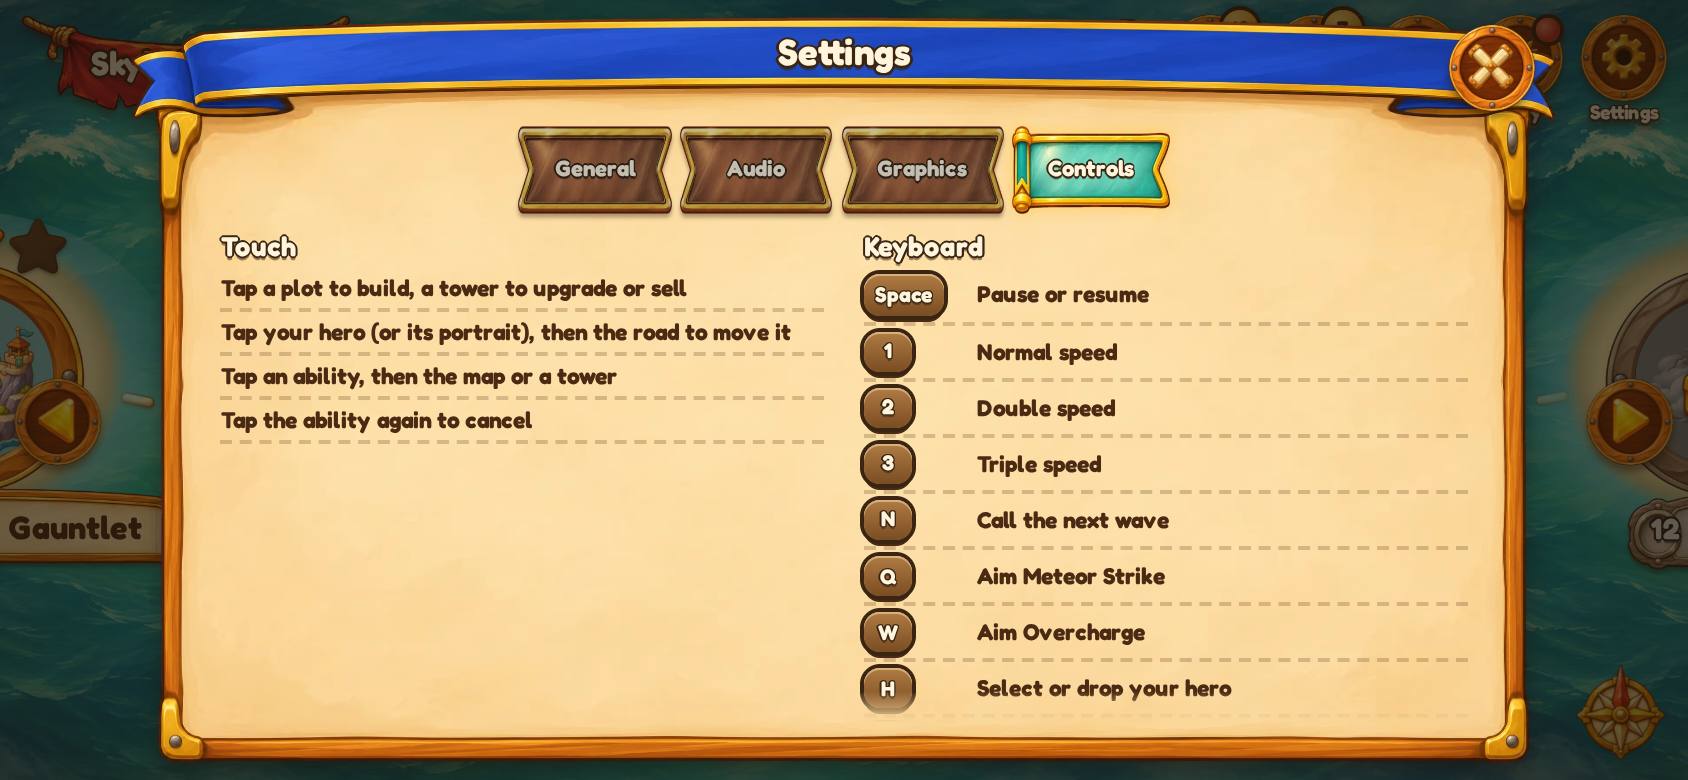 Settings
Sky
Settings
General
Audio
Graphics
Controls
Touch
Tap a plot to build, a tower to upgrade or sell
Tap your hero (or its portrait), then the road to move it
Tap an ability, then the map or a tower
Tap the ability again to cancel
Keyboard
Space Pause or resume
1 Normal speed
2 Double speed
3 Triple speed
N Call the next wave
Q Aim Meteor Strike
W Aim Overcharge
H Select or drop your hero
Gauntlet
12